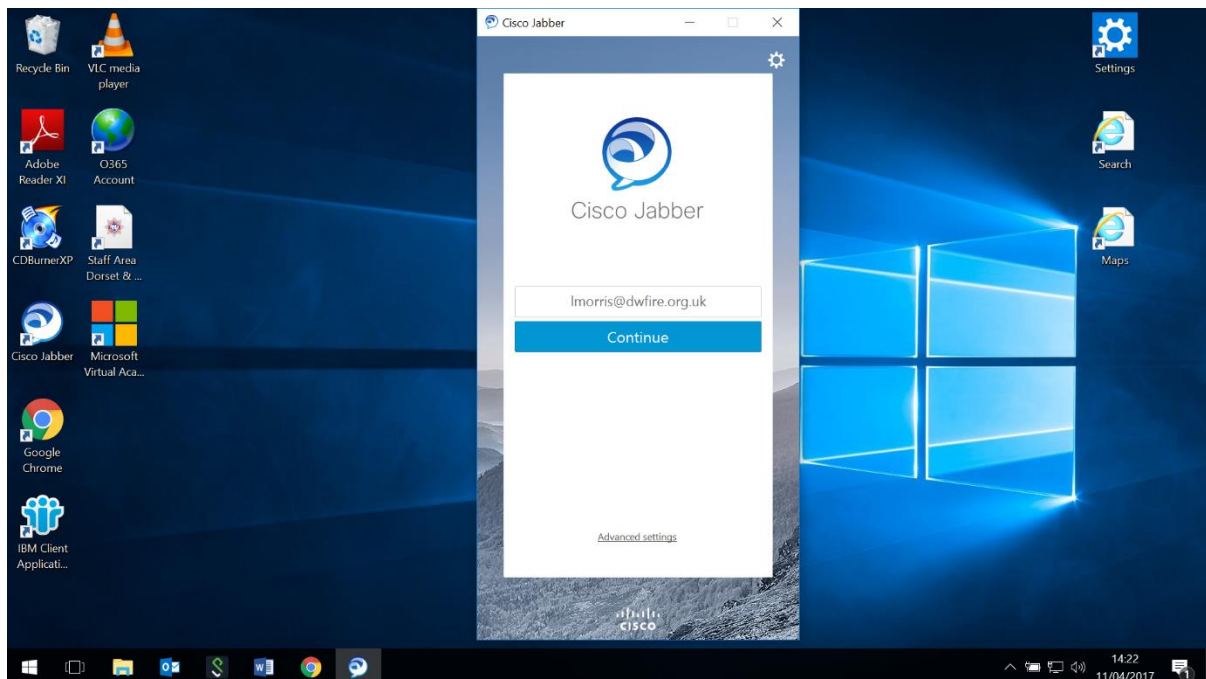 Cisco Jabber
Recycle Bin
VLC media
player
Adobe
Reader XI
O365
Account
CDBurnerXP
Staff Area
Dorset & ...
Cisco Jabber
Microsoft
Virtual Aca...
Google
Chrome
IBM Client
Applicati...
Cisco Jabber
lmorris@dwfire.org.uk
Continue
Advanced settings
CISCO
Settings
Search
Maps
14:22
11/04/2017
1